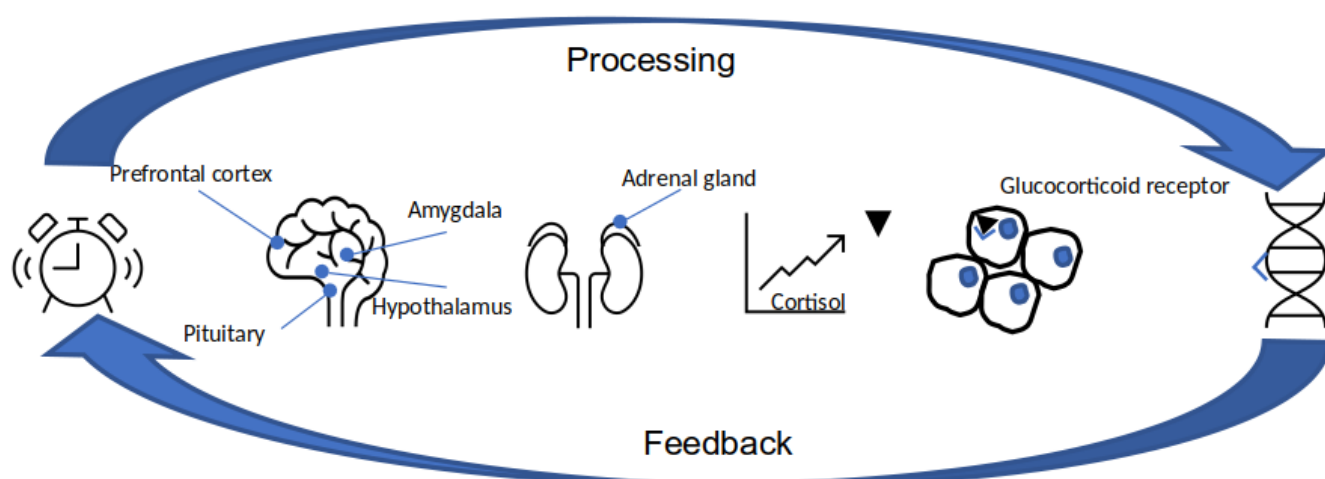 Processing
Prefrontal cortex
Amygdala
Hypothalamus
Pituitary
Adrenal gland
Cortisol
Glucocorticoid receptor
Feedback